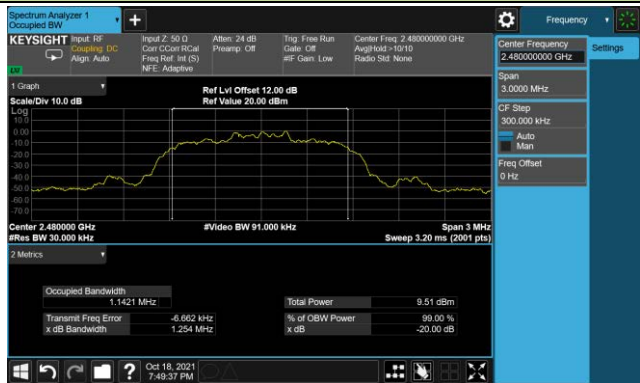 Spectrum Analyzer 1
Occupied BW
+
Frequency
KEYSIGHT
Input: RF
Coupling: DC
Align: Auto
Input Z: 50 Ω
Corr CCorr RCal
Freq Ref: Int (S)
NFE: Adaptive
Atten: 24 dB
Preamp: Off
Trig: Free Run
Gate: Off
#IF Gain: Low
Center Freq: 2.480000000 GHz
Avg|Hold >10/10
Radio Std: None
Center Frequency
2.480000000 GHz
Settings
Span
3.0000 MHz
CF Step
300.000 kHz
Auto
Man
Freq Offset
0 Hz
1 Graph
Scale/Div 10.0 dB
Ref Lvl Offset 12.00 dB
Ref Value 20.00 dBm
Log
10.0
0.00
-10.0
-20.0
-30.0
-40.0
-50.0
-60.0
-70.0
Center 2.480000 GHz
#Res BW 30.000 kHz
#Video BW 91.000 kHz
Span 3 MHz
Sweep 3.20 ms (2001 pts)
2 Metrics
Occupied Bandwidth
1.1421 MHz
Total Power 9.51 dBm
Transmit Freq Error -6.662 kHz
% of OBW Power 99.00 %
x dB Bandwidth 1.254 MHz
x dB -20.00 dB
?
Oct 18, 2021
7:49:37 PM